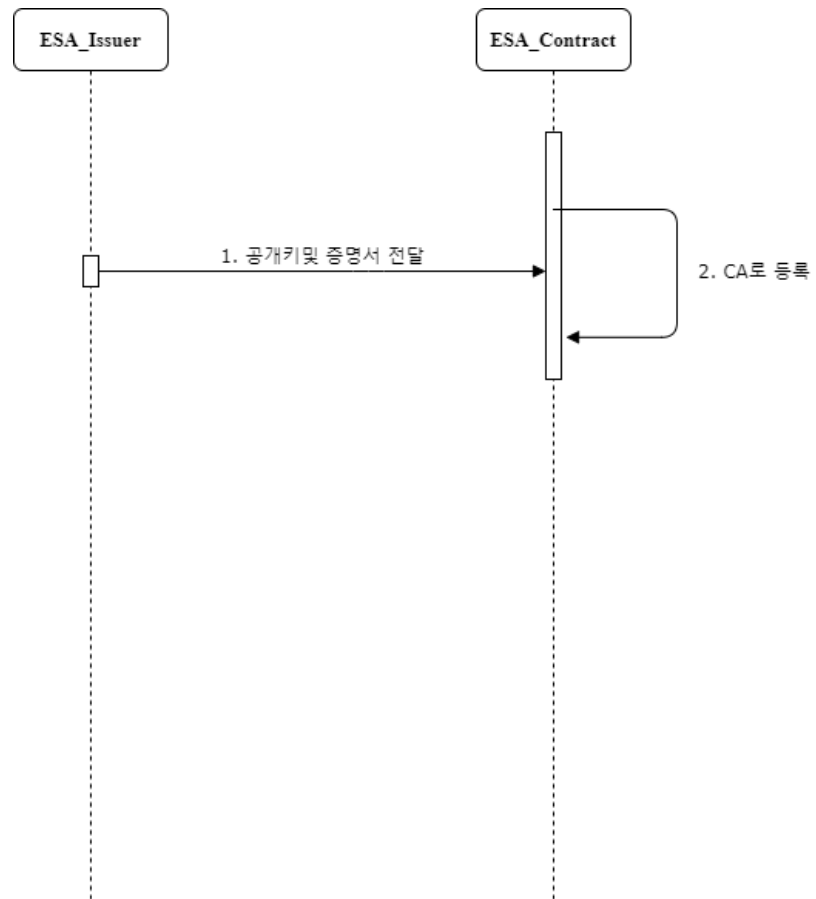 ESA_Issuer
ESA_Contract
1. 공개키및 증명서 전달
2. CA로 등록